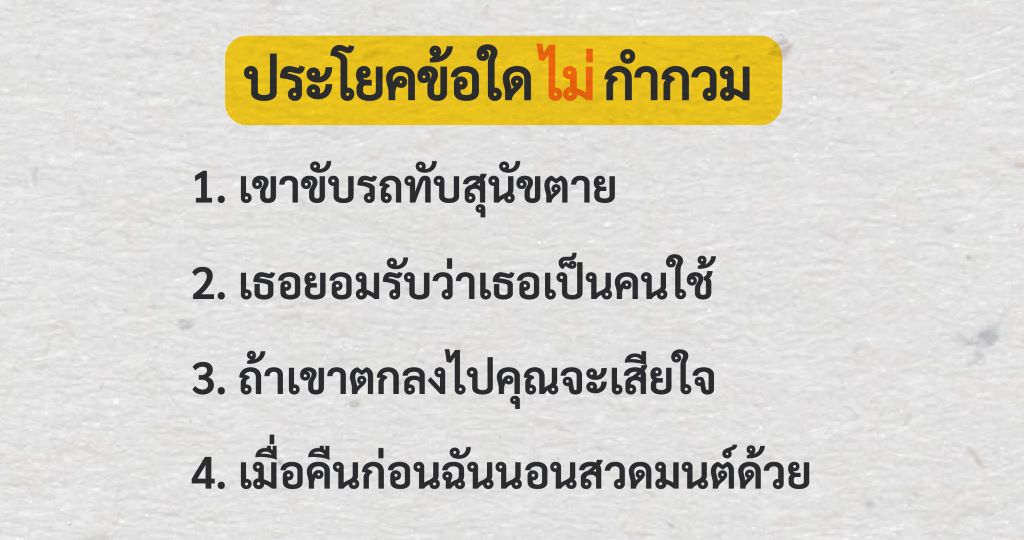 ประโยคข้อใด ไม่ กำกวม
1. เขาขับรถทับสุนัขตาย
2. เธอยอมรับว่าเธอเป็นคนใช้
3. ถ้าเขาตกลงไปคุณจะเสียใจ
4. เมื่อคืนก่อนฉันนอนสวดมนต์ด้วย